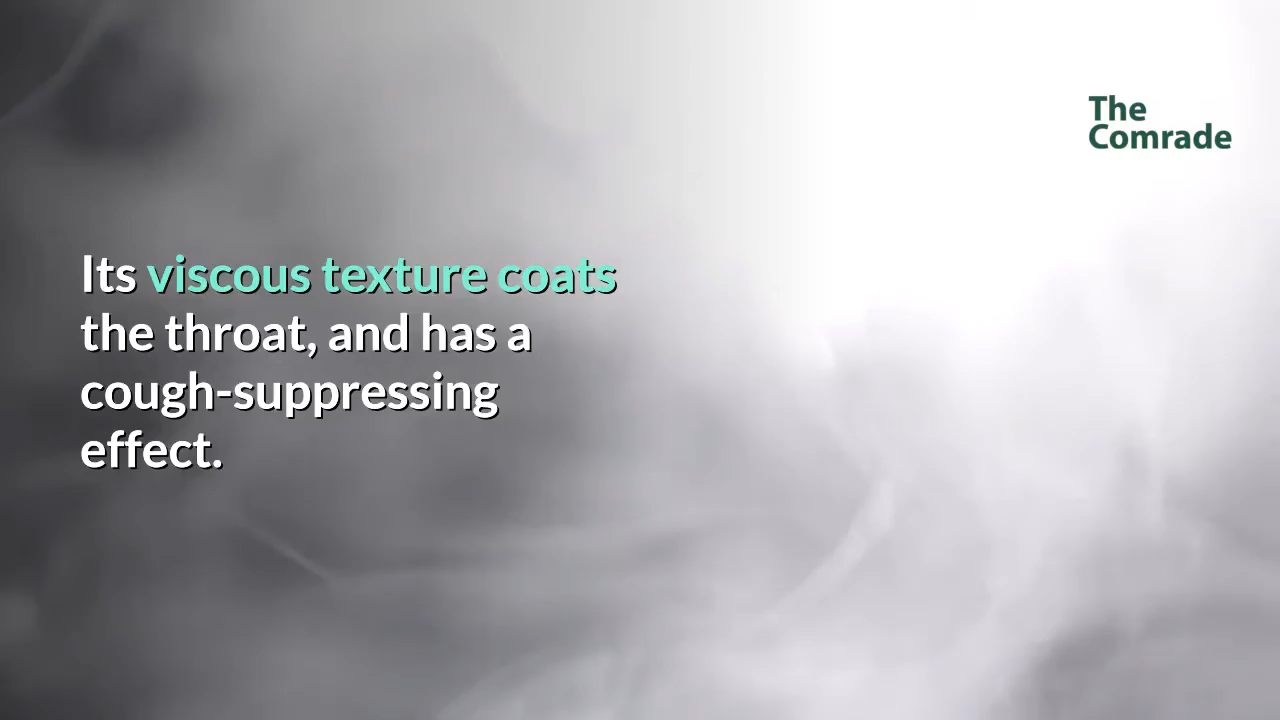 The
Comrade
Its viscous texture coats
the throat, and has a
cough-suppressing
effect.